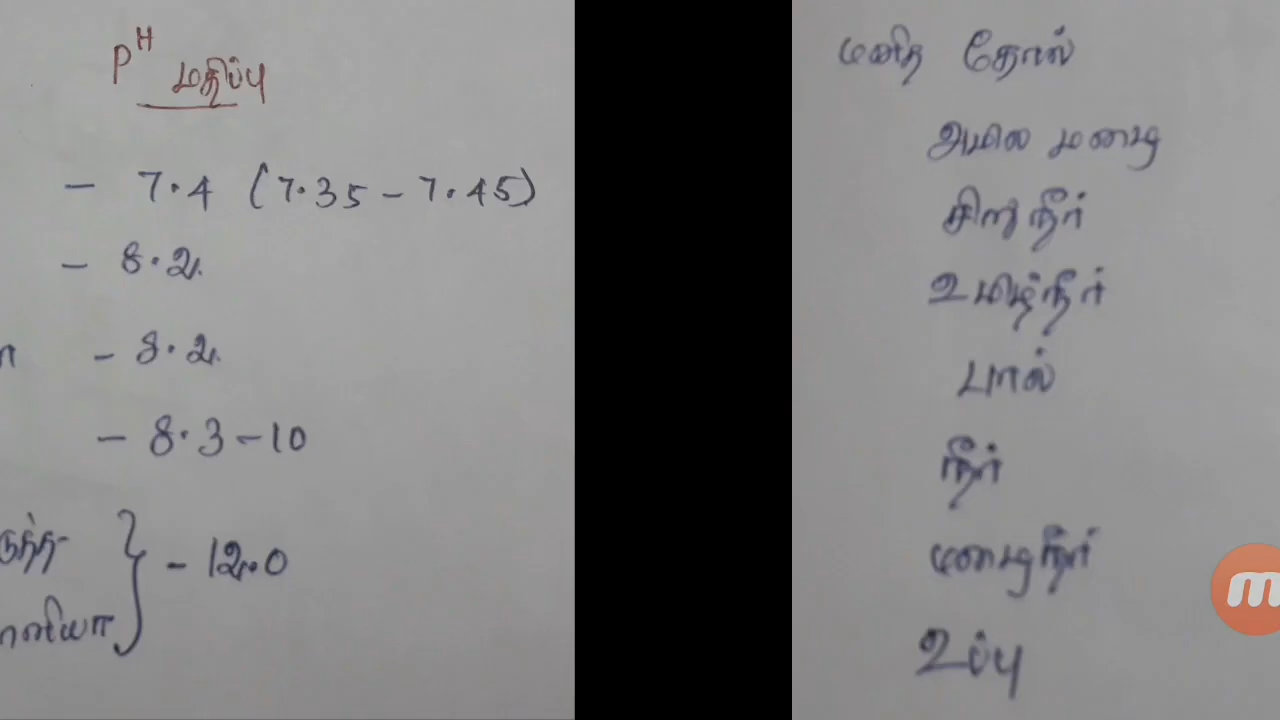 pH மதிப்பு
- 7.4 (7.35 - 7.45)
- 8.2
- 8.2
- 8.3 - 10
- 12.0
மனித தோல்
அமில மழை
சிறுநீர்
உமிழ்நீர்
பால்
நீர்
மழைநீர்
உப்பு
m